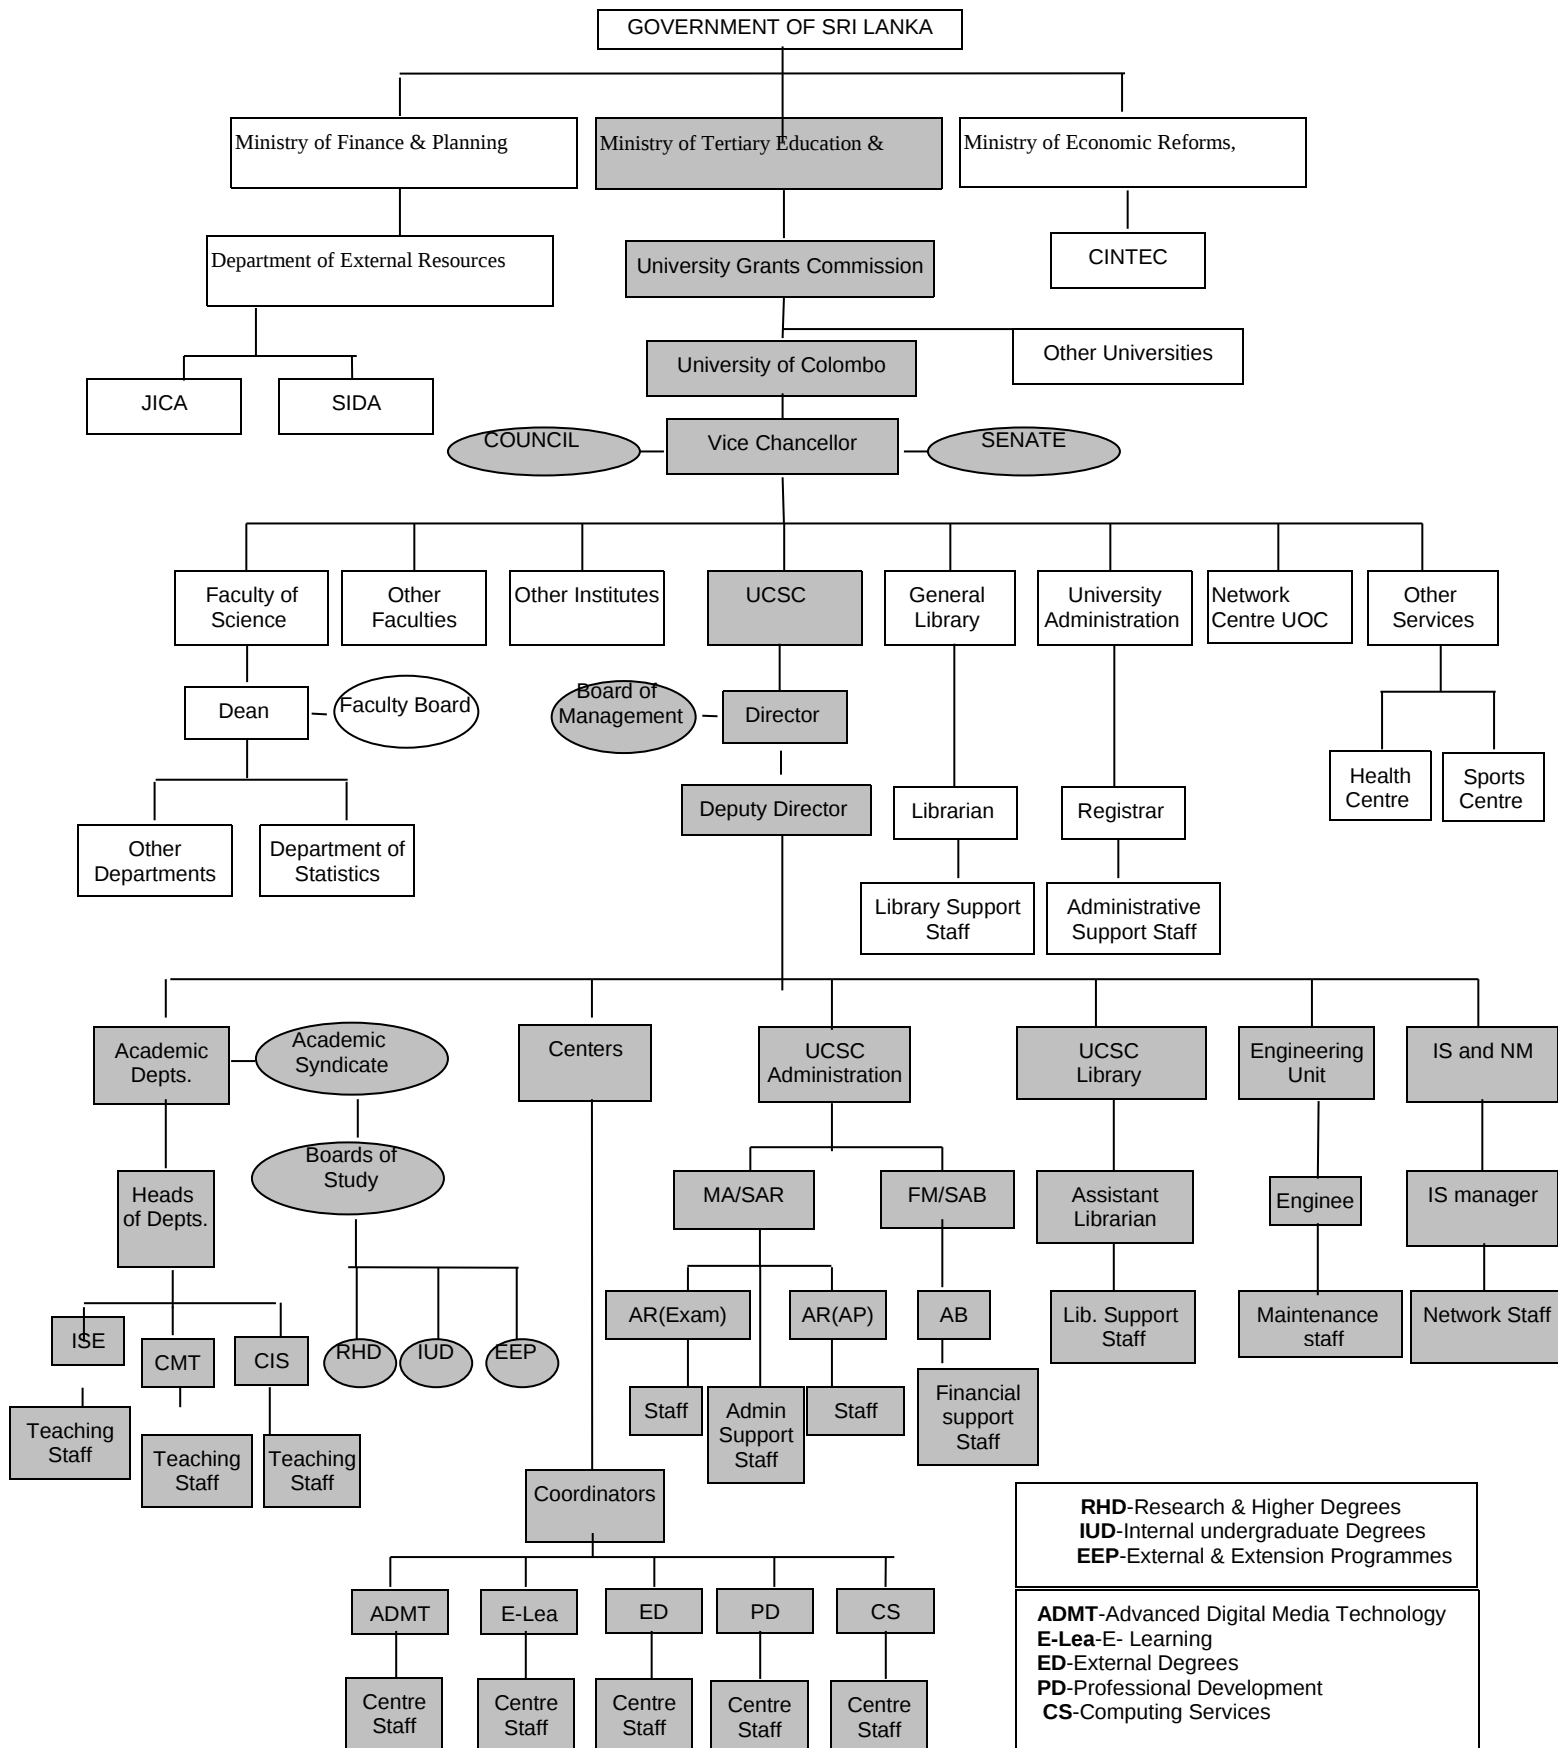 GOVERNMENT OF SRI LANKA
Ministry of Finance & Planning
Ministry of Tertiary Education &
Ministry of Economic Reforms,
Department of External Resources
University Grants Commission
CINTEC
Other Universities
University of Colombo
JICA
SIDA
COUNCIL
Vice Chancellor
SENATE
Faculty of
Science
Other
Faculties
Other Institutes
UCSC
General
Library
University
Administration
Network
Centre UOC
Other
Services
Dean
Faculty Board
Board of
Management
Director
Health
Centre
Sports
Centre
Deputy Director
Librarian
Registrar
Other
Departments
Department of
Statistics
Library Support
Staff
Administrative
Support Staff
Academic
Depts.
Academic
Syndicate
Centers
UCSC
Administration
UCSC
Library
Engineering
Unit
IS and NM
Boards of
Study
Heads
of Depts.
MA/SAR
FM/SAB
Assistant
Librarian
Enginee
IS manager
ISE
CMT
CIS
RHD
IUD
EEP
AR(Exam)
AR(AP)
AB
Lib. Support
Staff
Maintenance
staff
Network Staff
Teaching
Staff
Teaching
Staff
Teaching
Staff
Staff
Admin
Support
Staff
Staff
Financial
support
Staff
Coordinators
RHD-Research & Higher Degrees
IUD-Internal undergraduate Degrees
EEP-External & Extension Programmes
ADMT
E-Lea
ED
PD
CS
ADMT-Advanced Digital Media Technology
E-Lea-E- Learning
ED-External Degrees
PD-Professional Development
CS-Computing Services
Centre
Staff
Centre
Staff
Centre
Staff
Centre
Staff
Centre
Staff